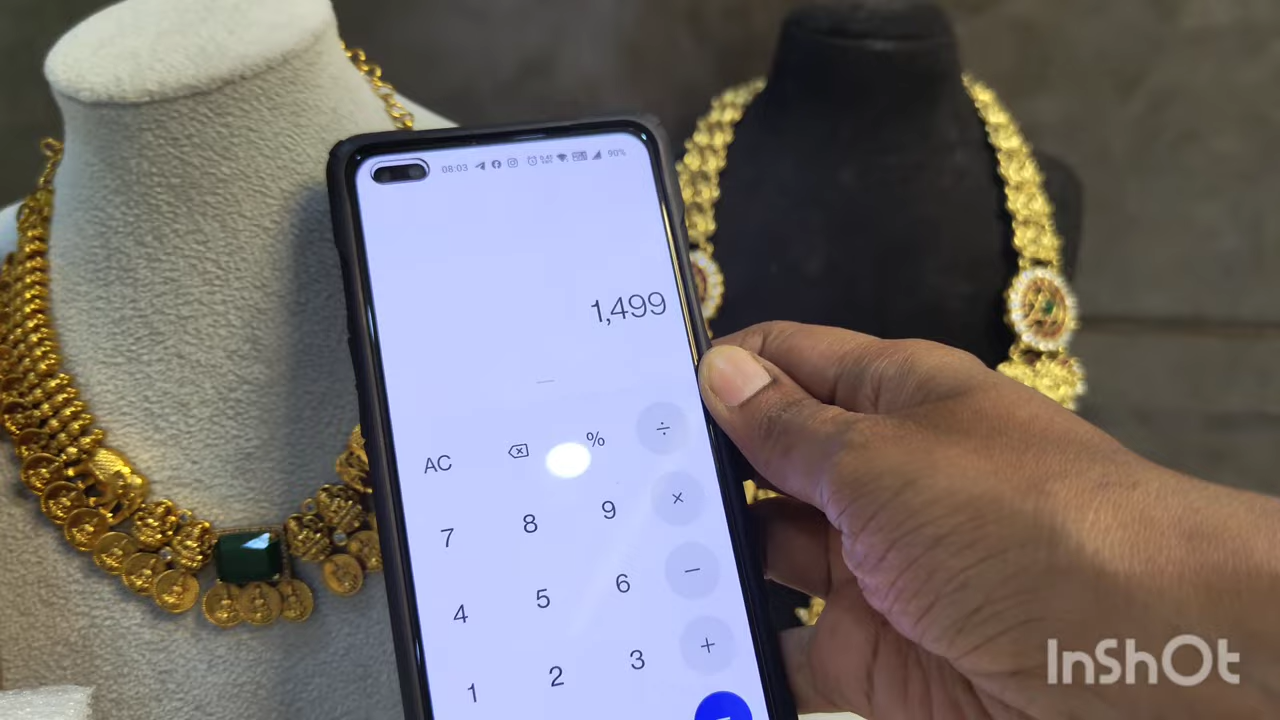 08:03 90%
1,499
AC %  ÷
7 8 9 ×
4 5 6 −
1 2 3 +
InShOt